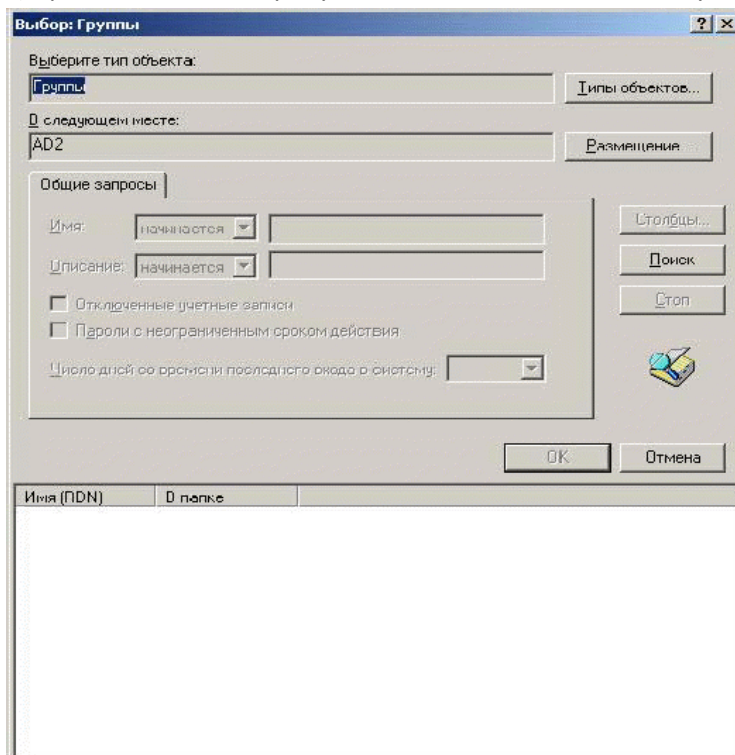 Выбор: Группы
Выберите тип объекта:
Группы
Типы объектов...
В следующем месте:
AD2
Размещение...
Общие запросы
Имя:
начинается
Столбцы...
Описание:
начинается
Поиск
Отключенные учетные записи
Стоп
Пароли с неограниченным сроком действия
Число дней со времени последнего входа в систему:
OK
Отмена
Имя (RDN)
В папке